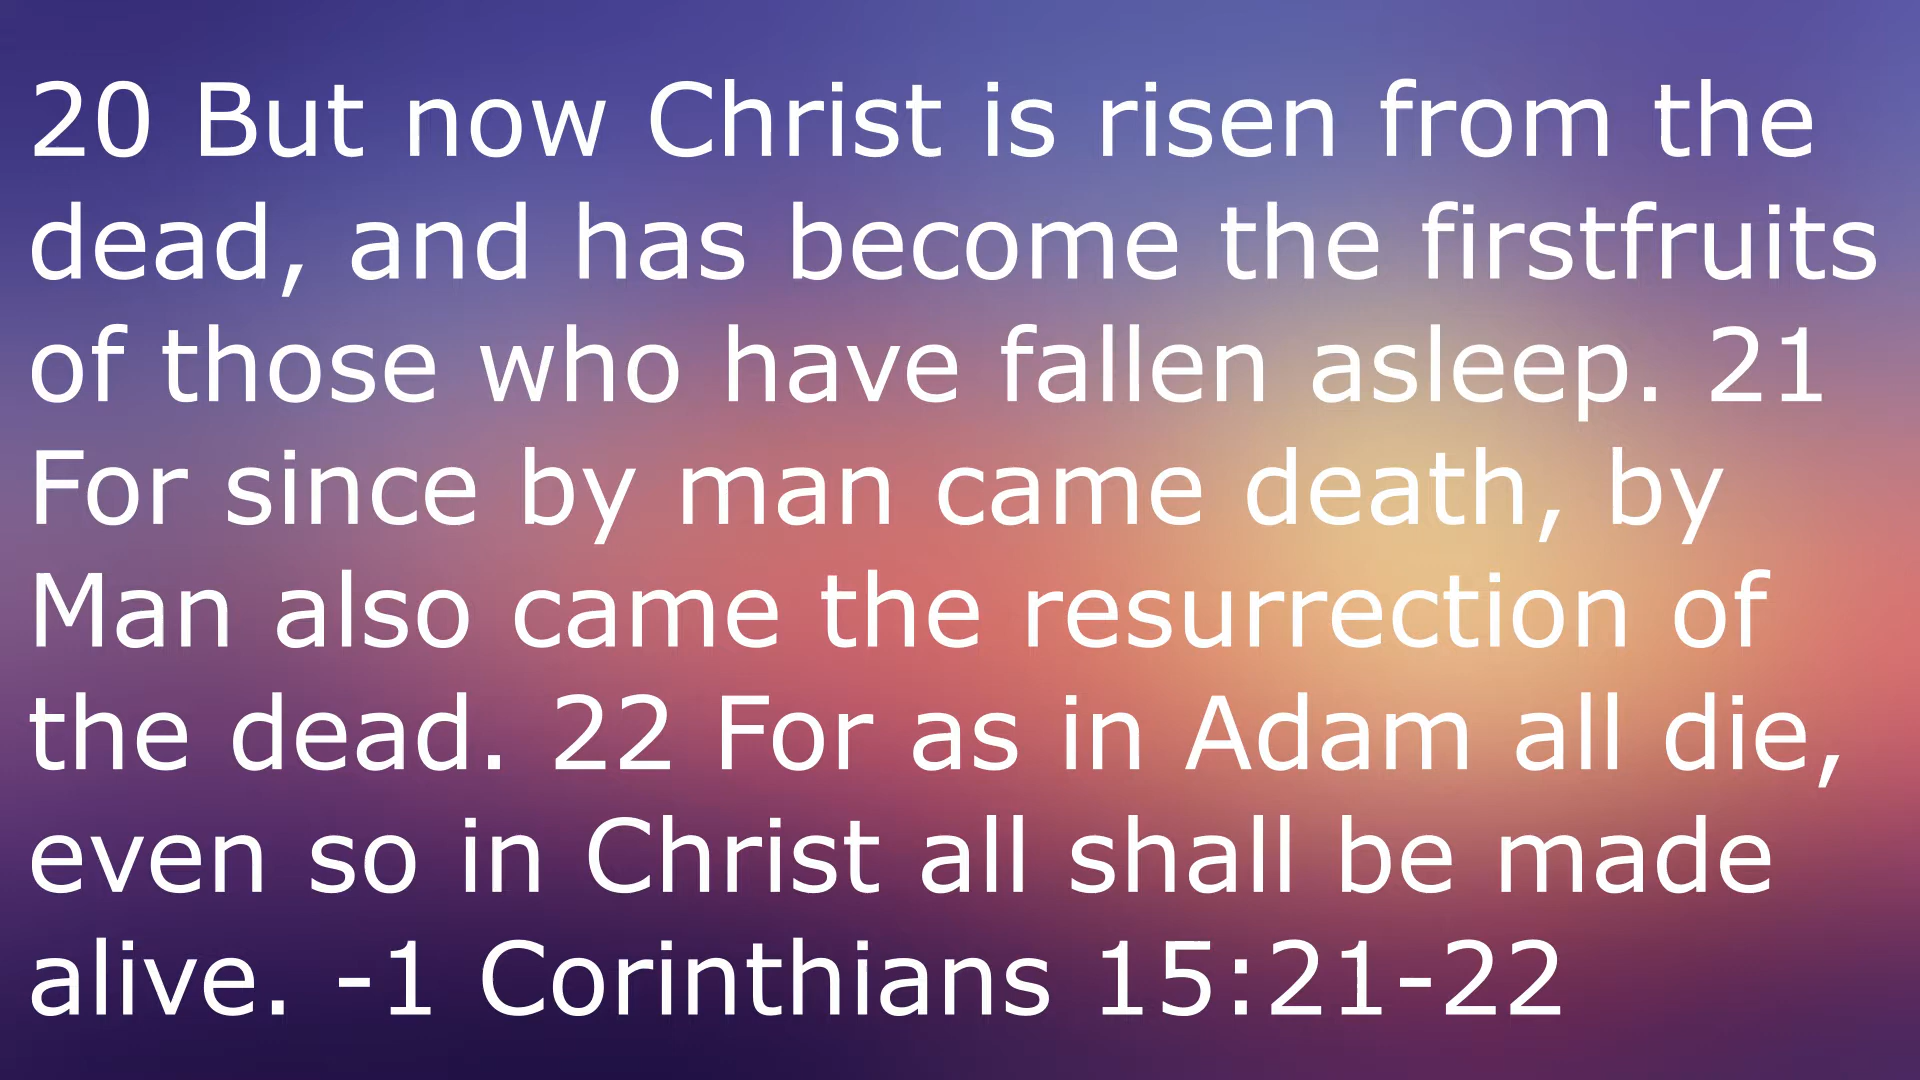 20 But now Christ is risen from the
dead, and has become the firstfruits
of those who have fallen asleep. 21
For since by man came death, by
Man also came the resurrection of
the dead. 22 For as in Adam all die,
even so in Christ all shall be made
alive. -1 Corinthians 15:21-22